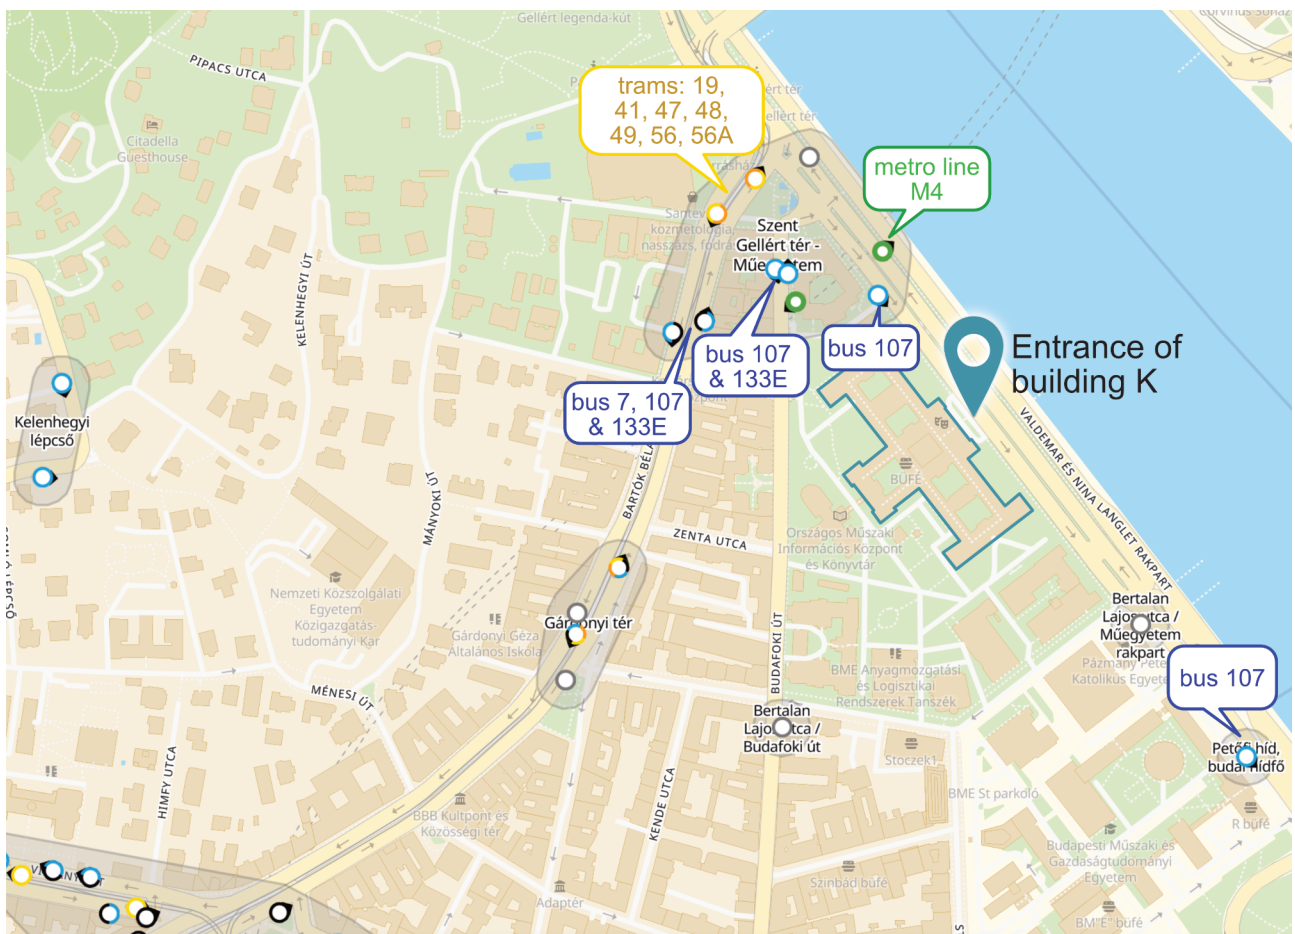 Gellért legenda-kút
PIPACS UTCA
trams: 19,
41, 47, 48,
49, 56, 56A
Citadella
Guesthouse
metro line
M4
Szent
Gellért tér -
Műegyetem
KELENHEGYI ÚT
bus 107
& 133E
bus 107
bus 7, 107
& 133E
Entrance of
building K
Kelenhegyi
lépcső
BÜFÉ
VALDEMAR ÉS NINA LANGLET RAKPART
MÁNYOKI ÚT
BARTÓK BÉLA
ZENTA UTCA
Országos Műszaki
Információs Központ
és Könyvtár
Nemzeti Közszolgálati
Egyetem
Közigazgatás-
tudományi Kar
Gárdonyi tér
Gárdonyi Géza
Általános Iskola
Bertalan
Lajos utca /
Műegyetem
rakpart
Pázmány Péter
Katolikus Egyetem
bus 107
BUDAFOKI ÚT
BME Anyagmozgatási
és Logisztikai
Rendszerek Tanszék
MÉNESI ÚT
Bertalan
Lajos utca /
Budafoki út
Petőfi híd,
budai hídfő
Stoczek1
HIMFY UTCA
KENDE UTCA
BME St parkoló
BBB Kultpont és
Közösségi tér
R büfé
Budapesti Műszaki és
Gazdaságtudományi
Egyetem
Szinbád büfé
Adaptér
BM"E" büfé